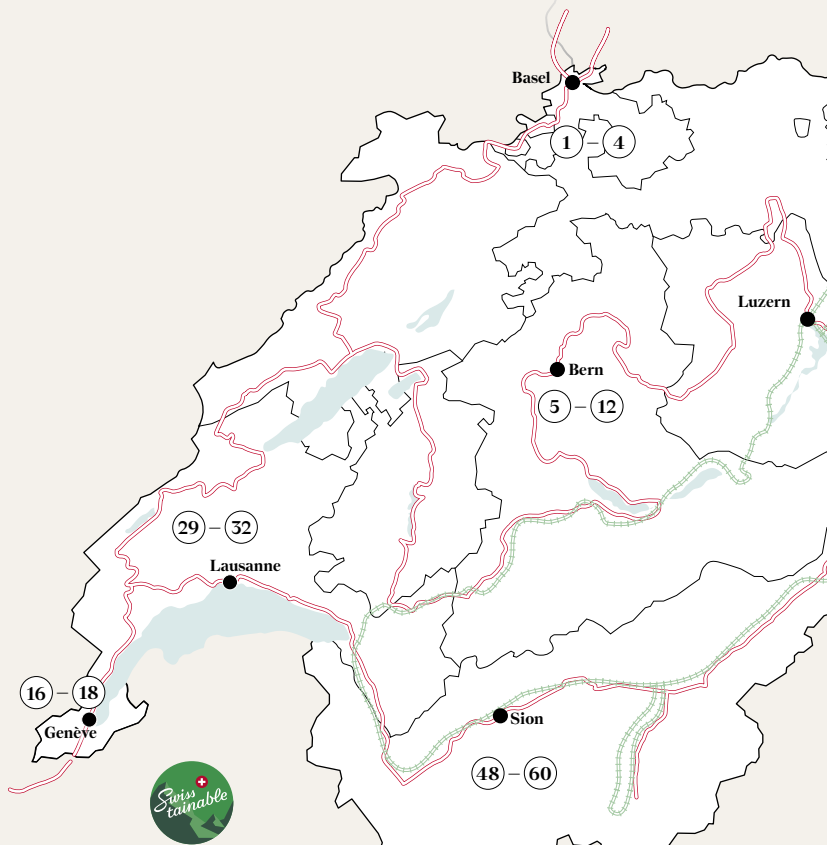 Basel
1 – 4
Luzern
Bern
5 – 12
29 – 32
Lausanne
16 – 18
Genève
Sion
48 – 60
Swiss
tainable